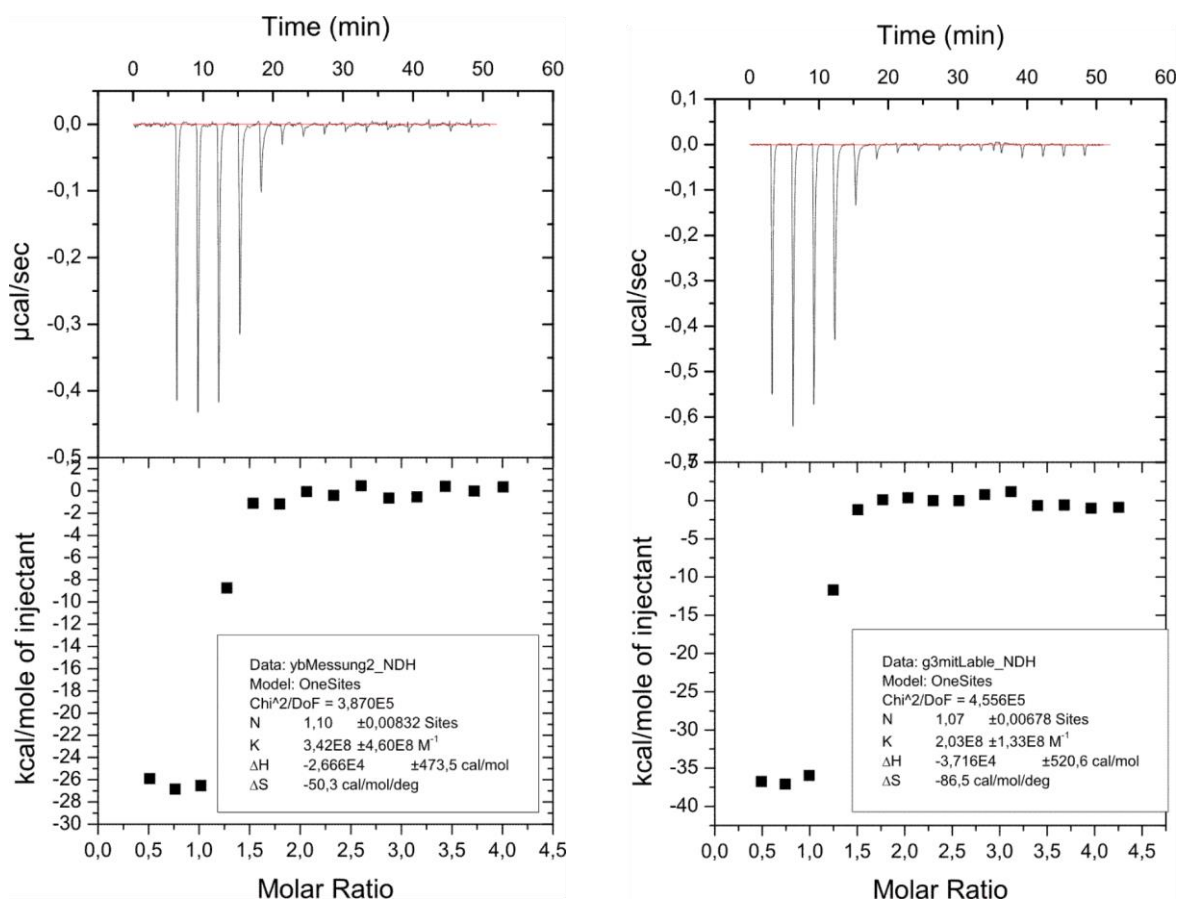 Time (min)
0 10 20 30 40 50 60
0,0
-0,1
-0,2
-0,3
-0,4
-0,5
µcal/sec
2
0
-2
-4
-6
-8
-10
-12
-14
-16
-18
-20
-22
-24
-26
-28
-30
kcal/mole of injectant
Data: ybMessung2_NDH
Model: OneSites
Chi^2/DoF = 3,870E5
N 1,10 ±0,00832 Sites
K 3,42E8 ±4,60E8 M⁻¹
ΔH -2,666E4 ±473,5 cal/mol
ΔS -50,3 cal/mol/deg
0,0 0,5 1,0 1,5 2,0 2,5 3,0 3,5 4,0 4,5
Molar Ratio
Time (min)
0 10 20 30 40 50 60
0,1
0,0
-0,1
-0,2
-0,3
-0,4
-0,5
-0,6
µcal/sec
0
-5
-10
-15
-20
-25
-30
-35
-40
kcal/mole of injectant
Data: g3mitLable_NDH
Model: OneSites
Chi^2/DoF = 4,556E5
N 1,07 ±0,00678 Sites
K 2,03E8 ±1,33E8 M⁻¹
ΔH -3,716E4 ±520,6 cal/mol
ΔS -86,5 cal/mol/deg
0,0 0,5 1,0 1,5 2,0 2,5 3,0 3,5 4,0 4,5
Molar Ratio